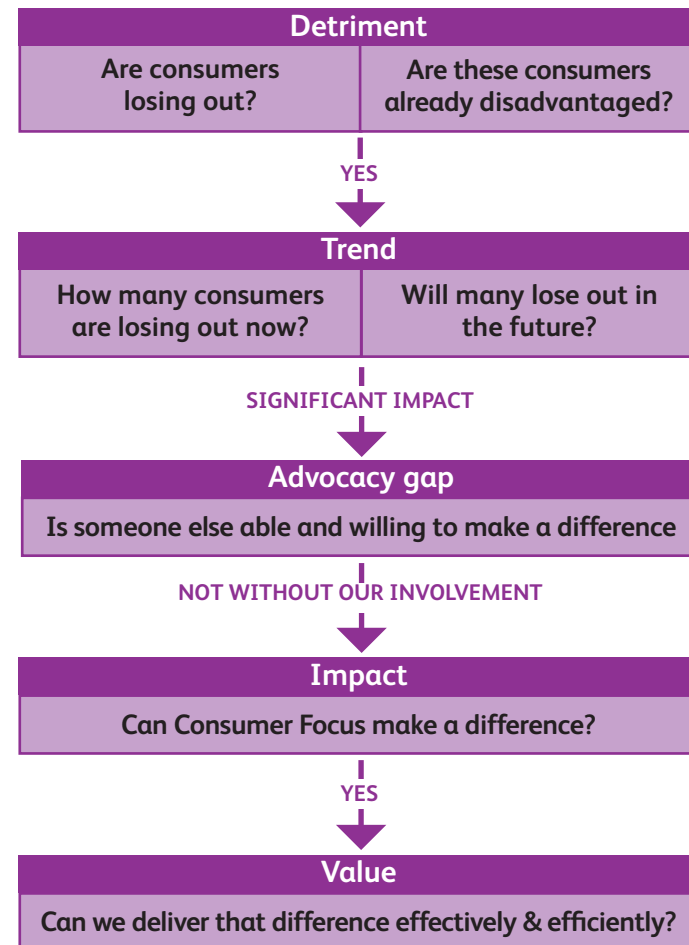 Detriment
Are consumers
losing out?
Are these consumers
already disadvantaged?
YES
Trend
How many consumers
are losing out now?
Will many lose out in
the future?
SIGNIFICANT IMPACT
Advocacy gap
Is someone else able and willing to make a difference
NOT WITHOUT OUR INVOLVEMENT
Impact
Can Consumer Focus make a difference?
YES
Value
Can we deliver that difference effectively & efficiently?